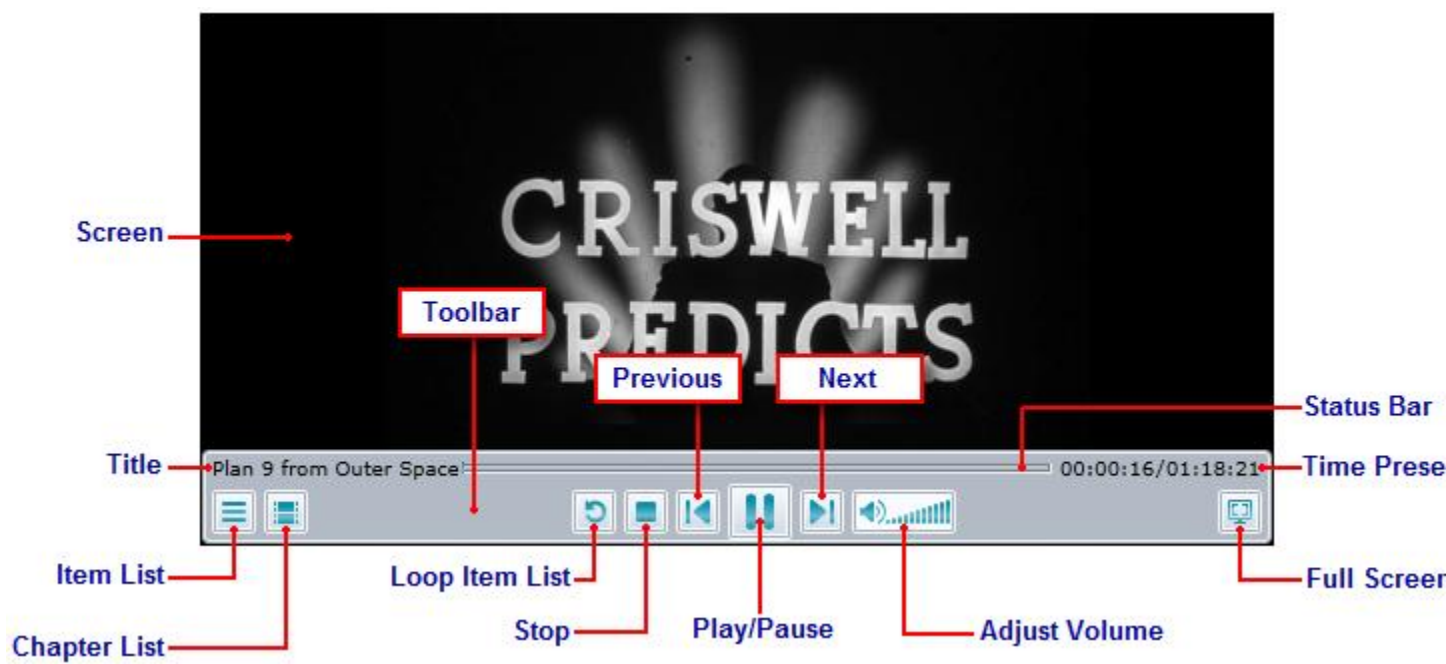 CRISWELL
PREDICTS
Screen
Toolbar
Previous
Next
Status Bar
Title
Plan 9 from Outer Space
00:00:16/01:18:21
Time Prese
Item List
Loop Item List
Full Screen
Chapter List
Stop
Play/Pause
Adjust Volume